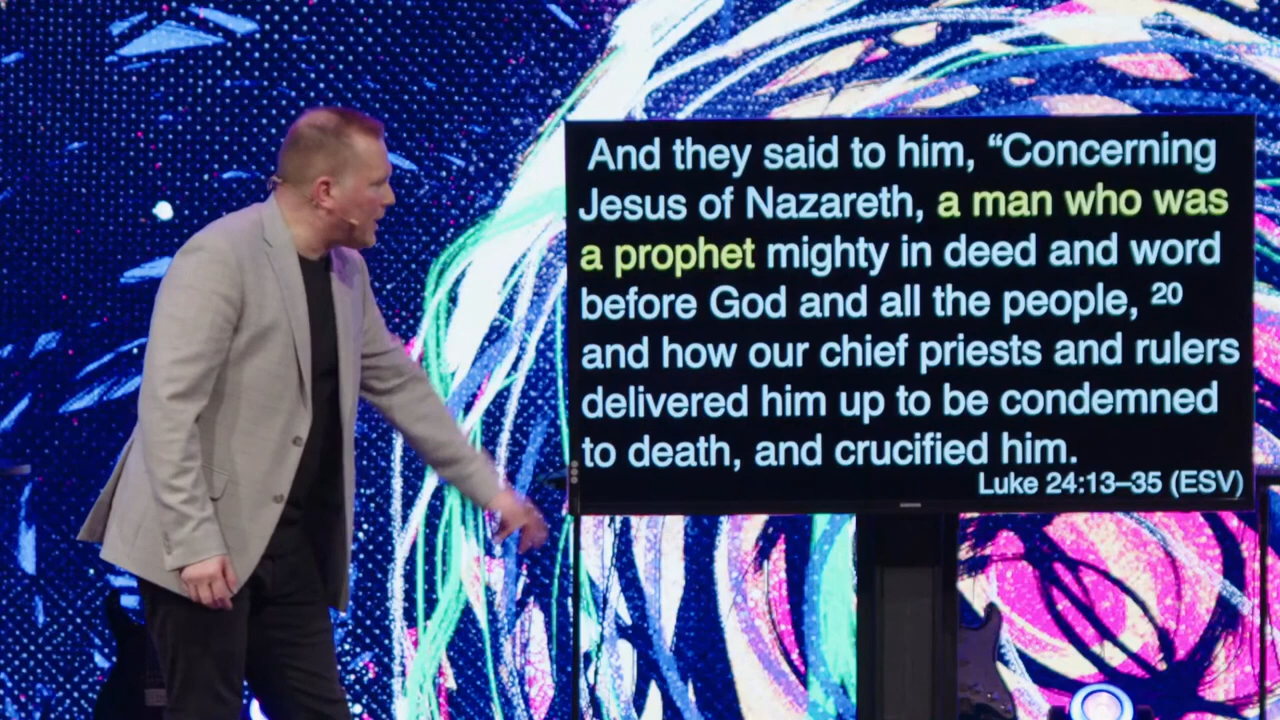 And they said to him, “Concerning
Jesus of Nazareth, a man who was
a prophet mighty in deed and word
before God and all the people, 20
and how our chief priests and rulers
delivered him up to be condemned
to death, and crucified him.
Luke 24:13–35 (ESV)